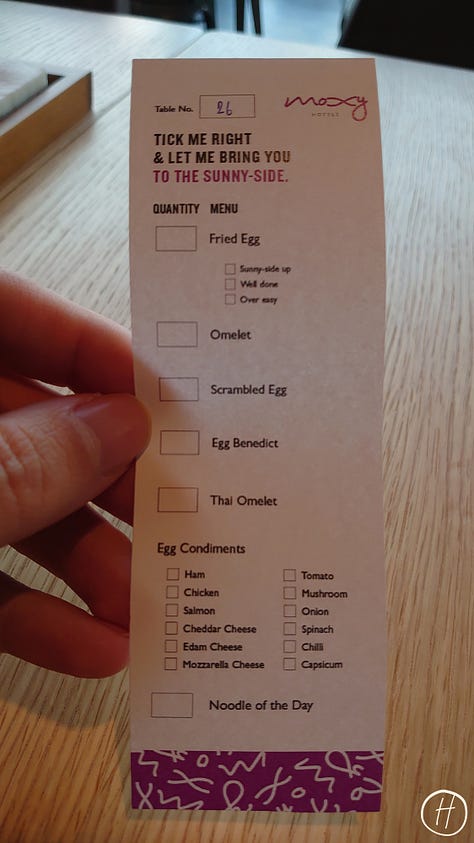 Table No. 26
moxy
HOTELS
TICK ME RIGHT
& LET ME BRING YOU
TO THE SUNNY-SIDE.
QUANTITY MENU
Fried Egg
Sunny-side up
Well done
Over easy
Omelet
Scrambled Egg
Egg Benedict
Thai Omelet
Egg Condiments
Ham
Chicken
Salmon
Cheddar Cheese
Edam Cheese
Mozzarella Cheese
Tomato
Mushroom
Onion
Spinach
Chilli
Capsicum
Noodle of the Day
H